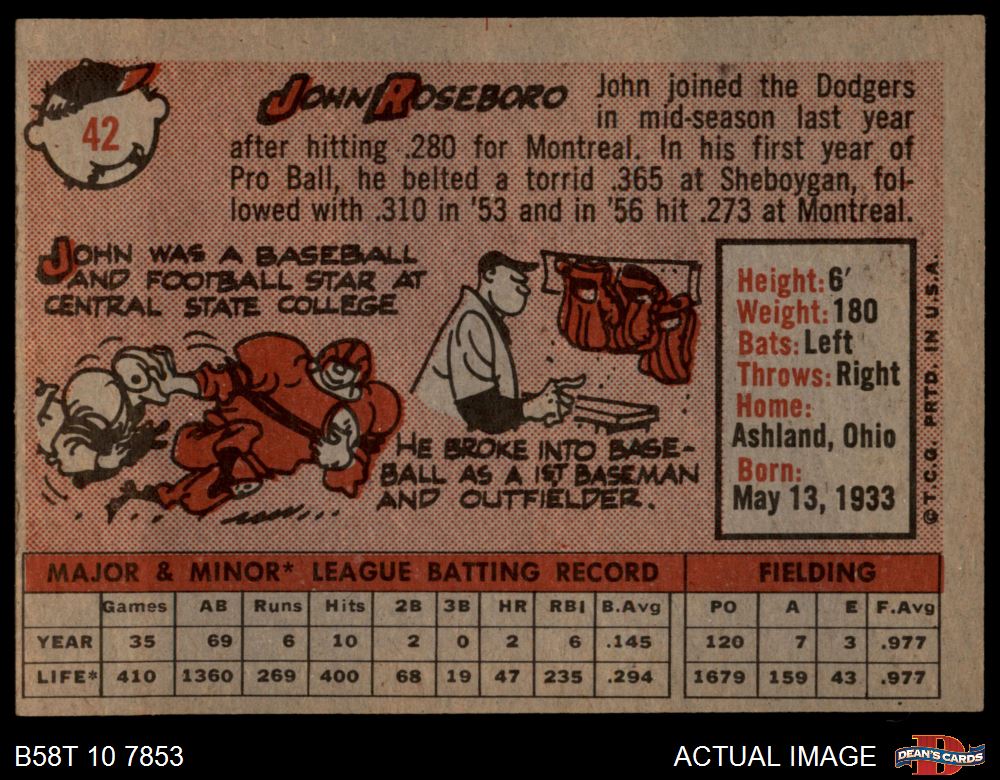 42
JOHN ROSEBORO
John joined the Dodgers
in mid-season last year
after hitting .280 for Montreal. In his first year of
Pro Ball, he belted a torrid .365 at Sheboygan, fol-
lowed with .310 in '53 and in '56 hit .273 at Montreal.
JOHN WAS A BASEBALL
AND FOOTBALL STAR AT
CENTRAL STATE COLLEGE
HE BROKE INTO BASE-
BALL AS A 1ST BASEMAN
AND OUTFIELDER.
Height: 6'
Weight: 180
Bats: Left
Throws: Right
Home:
Ashland, Ohio
Born:
May 13, 1933
© T.C.G. PRTD. IN U.S.A.
MAJOR & MINOR* LEAGUE BATTING RECORD FIELDING
Games AB Runs Hits 2B 3B HR RBI B.Avg PO A E F.Avg
YEAR 35 69 6 10 2 0 2 6 .145 120 7 3 .977
LIFE* 410 1360 269 400 68 19 47 235 .294 1679 159 43 .977
B58T 10 7853
ACTUAL IMAGE
D
DEAN'S CARDS